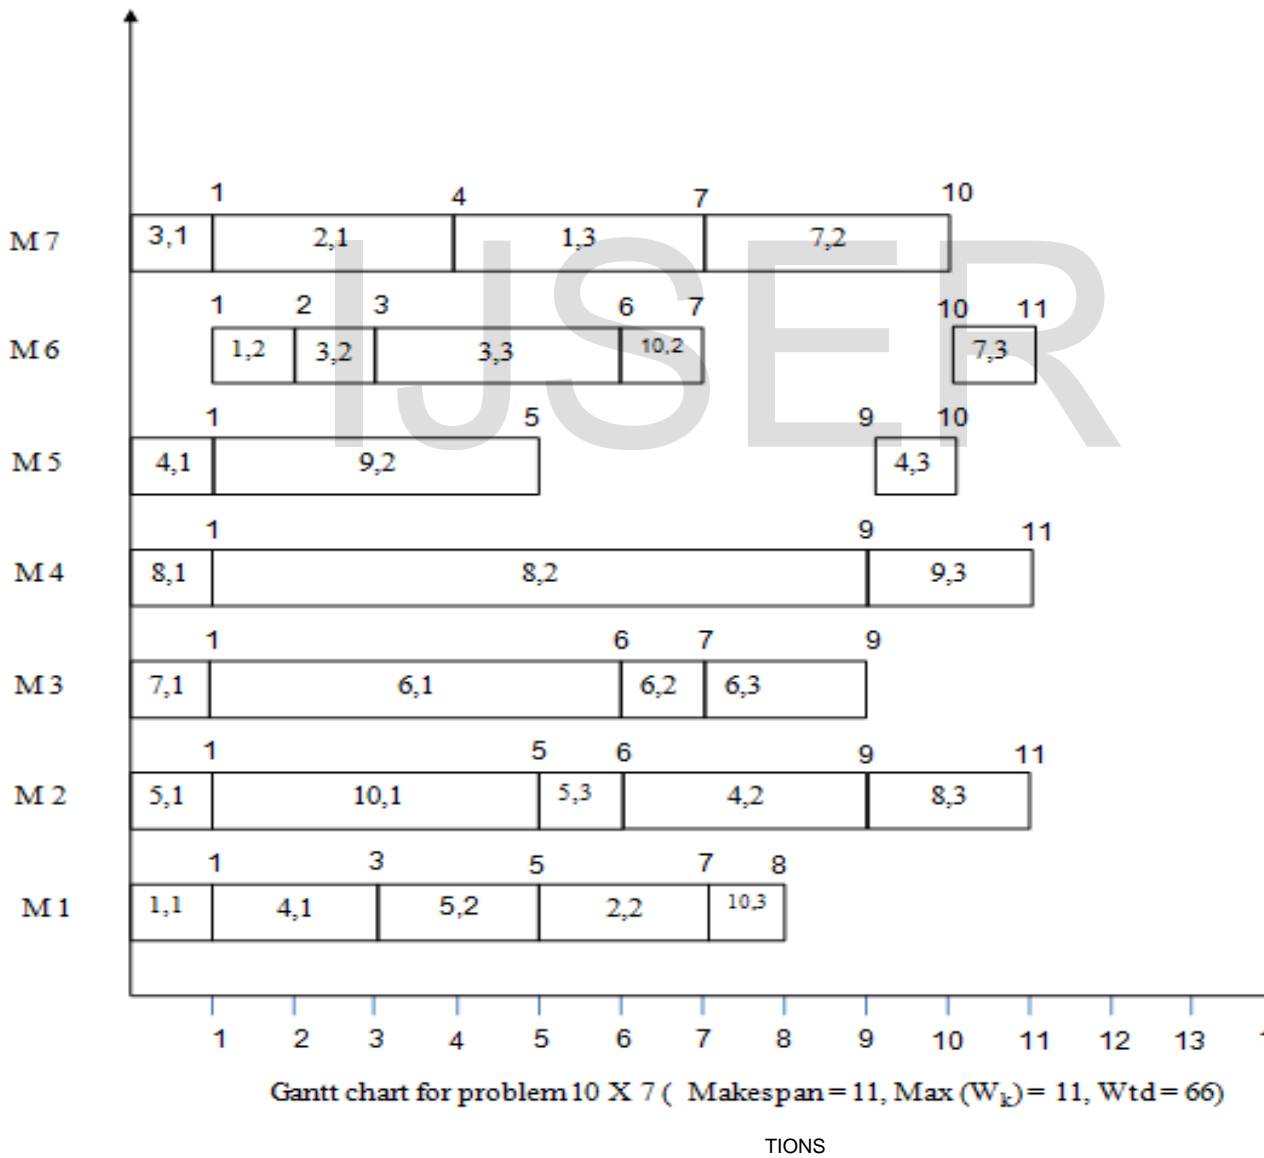 1 4 7 10
M 7 3,1 2,1 1,3 7,2
IJSER
1 2 3 6 7 10 11
M 6 1,2 3,2 3,3 10,2 7,3
1 5 9 10
M 5 4,1 9,2 4,3
1 9 11
M 4 8,1 8,2 9,3
1 6 7 9
M 3 7,1 6,1 6,2 6,3
1 5 6 9 11
M 2 5,1 10,1 5,3 4,2 8,3
1 3 5 7 8
M 1 1,1 4,1 5,2 2,2 10,3
1 2 3 4 5 6 7 8 9 10 11 12 13
Gantt chart for problem 10 X 7 ( Makespan = 11, Max (Wk) = 11, Wtd = 66)
TIONS